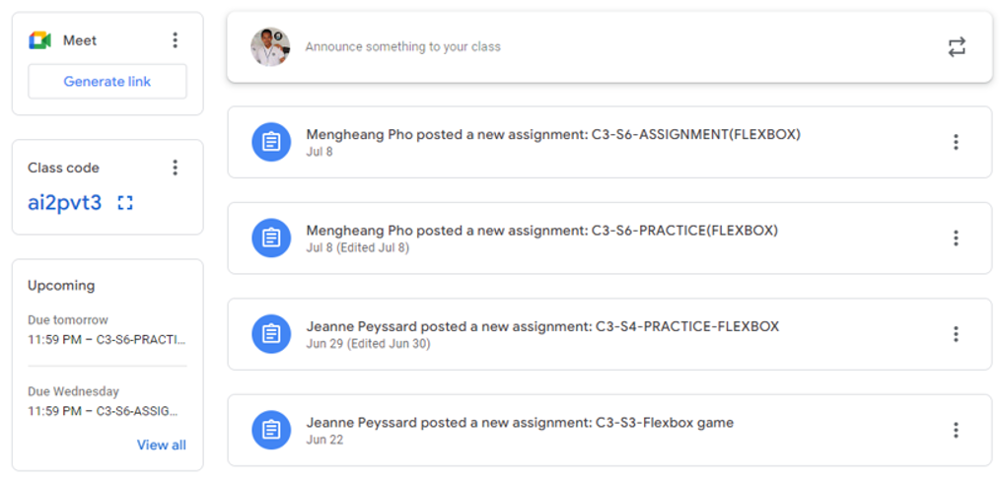 Meet
Generate link
Class code
ai2pvt3
Upcoming
Due tomorrow
11:59 PM – C3-S6-PRACTI...
Due Wednesday
11:59 PM – C3-S6-ASSIG...
View all
Announce something to your class
Mengheang Pho posted a new assignment: C3-S6-ASSIGNMENT(FLEXBOX)
Jul 8
Mengheang Pho posted a new assignment: C3-S6-PRACTICE(FLEXBOX)
Jul 8 (Edited Jul 8)
Jeanne Peyssard posted a new assignment: C3-S4-PRACTICE-FLEXBOX
Jun 29 (Edited Jun 30)
Jeanne Peyssard posted a new assignment: C3-S3-Flexbox game
Jun 22